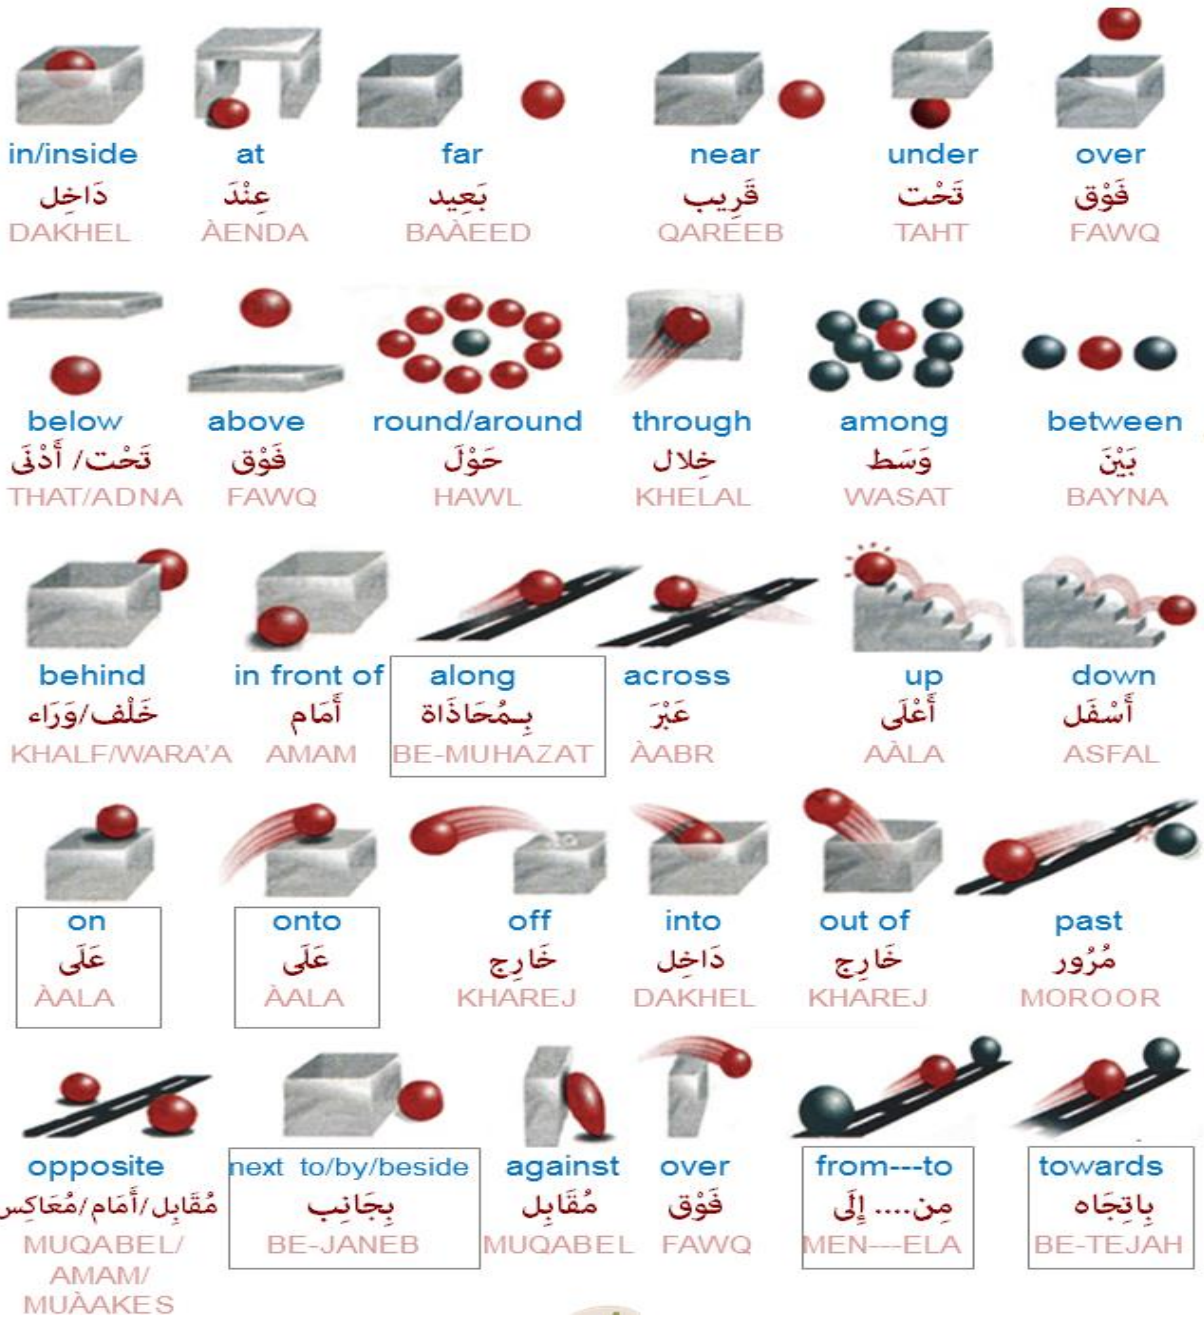 in/inside at far near under over
دَاخِل عِنْدَ بَعِيد قَرِيب تَحْت فَوْق
DAKHEL ÀENDA BAÀEED QAREEB TAHT FAWQ
below above round/around through among between
تَحْت/ أَدْنَى فَوْق حَوْلَ خِلال وَسَط بَيْنَ
THAT/ADNA FAWQ HAWL KHELAL WASAT BAYNA
behind in front of along across up down
خَلْف/وَرَاء أَمَام بِـمُحَاذَاة عَبْرَ أَعْلَى أَسْفَل
KHALF/WARA'A AMAM BE-MUHAZAT ÀABR AÀLA ASFAL
on onto off into out of past
عَلَى عَلَى خَارِج دَاخِل خَارِج مُرُور
ÀALA ÀALA KHAREJ DAKHEL KHAREJ MOROOR
opposite next to/by/beside against over from---to towards
مُقَابِل/أَمَام/مُعَاكِس بِجَانِب مُقَابِل فَوْق مِن.... إِلَى بِاتِجَاه
MUQABEL/ BE-JANEB MUQABEL FAWQ MEN---ELA BE-TEJAH
AMAM/
MUÀAKES